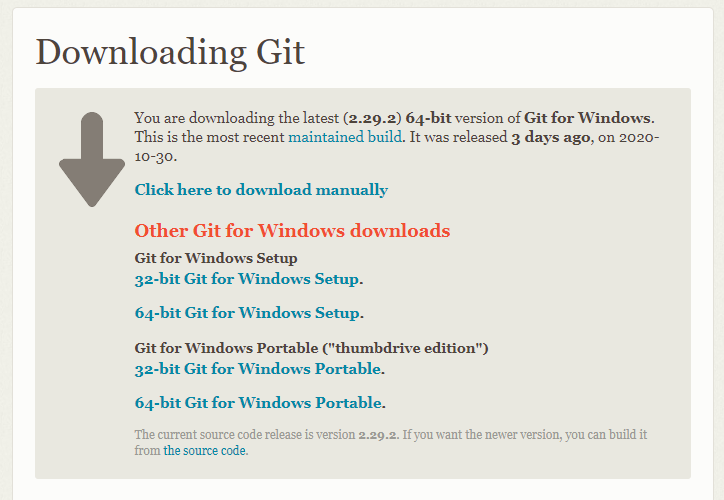 Downloading Git
You are downloading the latest (2.29.2) 64-bit version of Git for Windows.
This is the most recent maintained build. It was released 3 days ago, on 2020-
10-30.
Click here to download manually
Other Git for Windows downloads
Git for Windows Setup
32-bit Git for Windows Setup.
64-bit Git for Windows Setup.
Git for Windows Portable ("thumbdrive edition")
32-bit Git for Windows Portable.
64-bit Git for Windows Portable.
The current source code release is version 2.29.2. If you want the newer version, you can build it
from the source code.